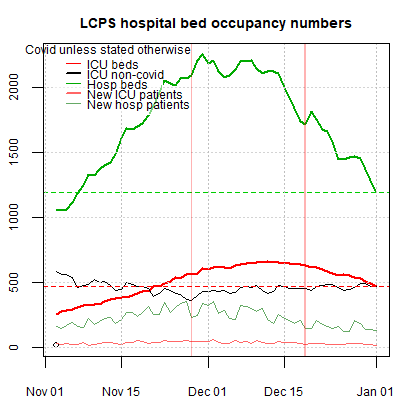 LCPS hospital bed occupancy numbers
Covid unless stated otherwise
ICU beds
ICU non-covid
Hosp beds
New ICU patients
New hosp patients
2000
1500
1000
500
0
Nov 01 Nov 15 Dec 01 Dec 15 Jan 01